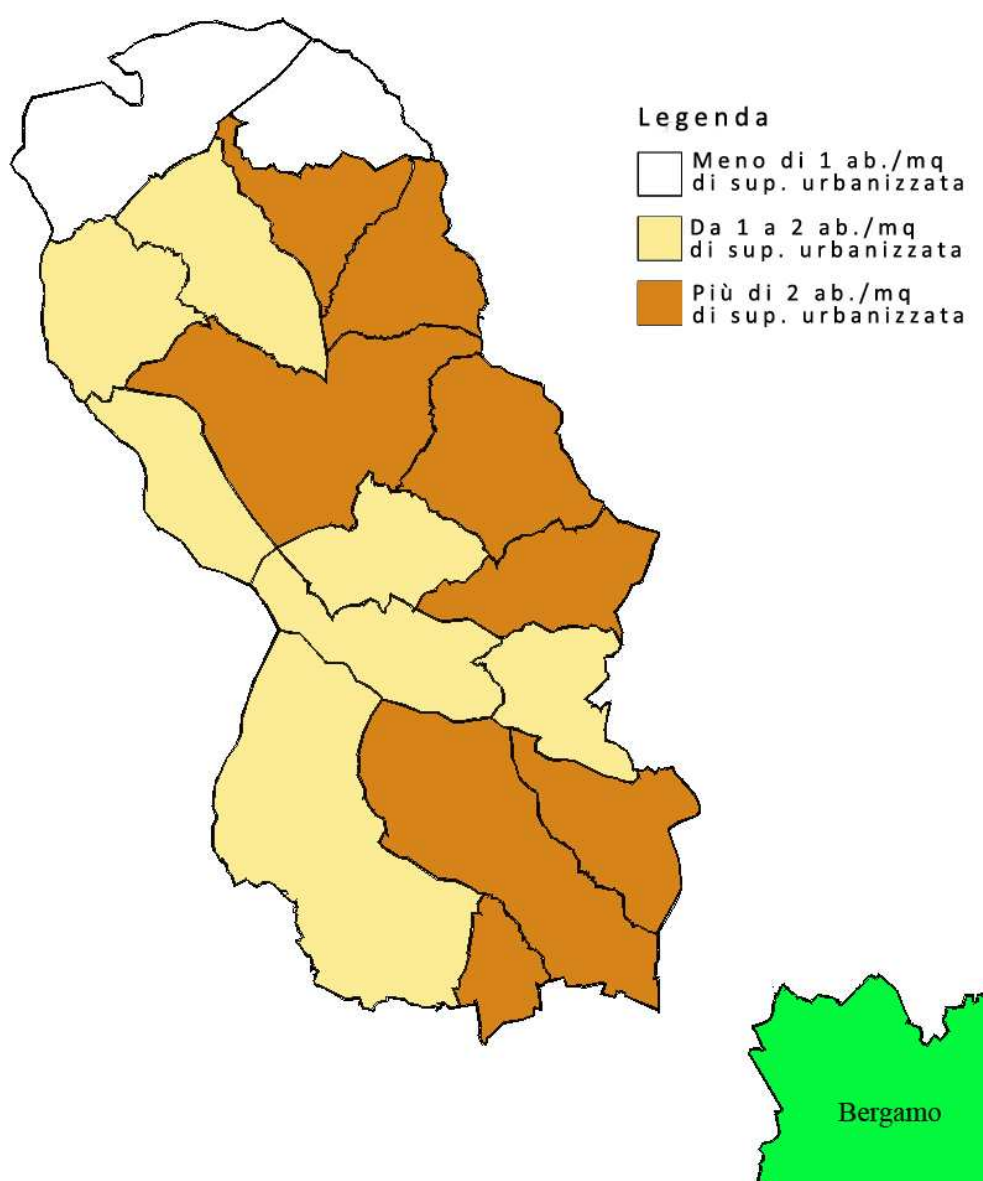 Legenda
Meno di 1 ab./mq
di sup. urbanizzata
Da 1 a 2 ab./mq
di sup. urbanizzata
Più di 2 ab./mq
di sup. urbanizzata
Bergamo